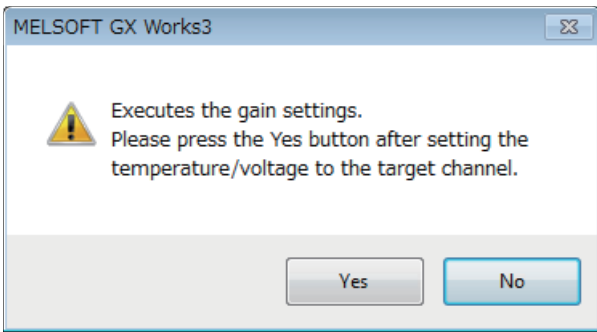 MELSOFT GX Works3
Executes the gain settings.
Please press the Yes button after setting the
temperature/voltage to the target channel.
Yes
No